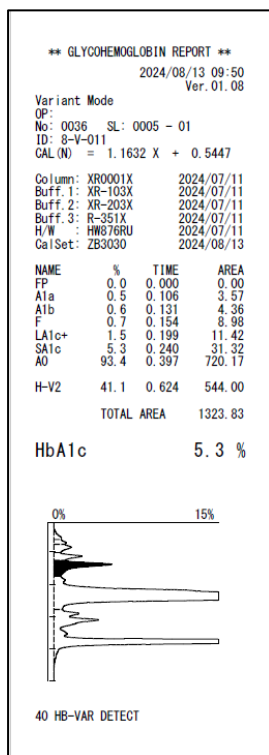 ** GLYCOHEMOGLOBIN REPORT **
2024/08/13 09:50
Ver.01.08
Variant Mode
OP:
No: 0036 SL: 0005 - 01
ID: 8-V-011
CAL(N) = 1.1632 X + 0.5447
Column: XR0001X 2024/07/11
Buff.1: XR-103X 2024/07/11
Buff.2: XR-203X 2024/07/11
Buff.3: R-351X 2024/07/11
H/W : HW876RU 2024/07/11
CalSet: ZB3030 2024/08/13
NAME % TIME AREA
FP 0.0 0.000 0.00
A1a 0.5 0.106 3.57
A1b 0.6 0.131 4.36
F 0.7 0.154 8.98
LA1c+ 1.5 0.199 11.42
SA1c 5.3 0.240 31.32
A0 93.4 0.397 720.17
H-V2 41.1 0.624 544.00
TOTAL AREA 1323.83
HbA1c 5.3 %
0% 15%
40 HB-VAR DETECT